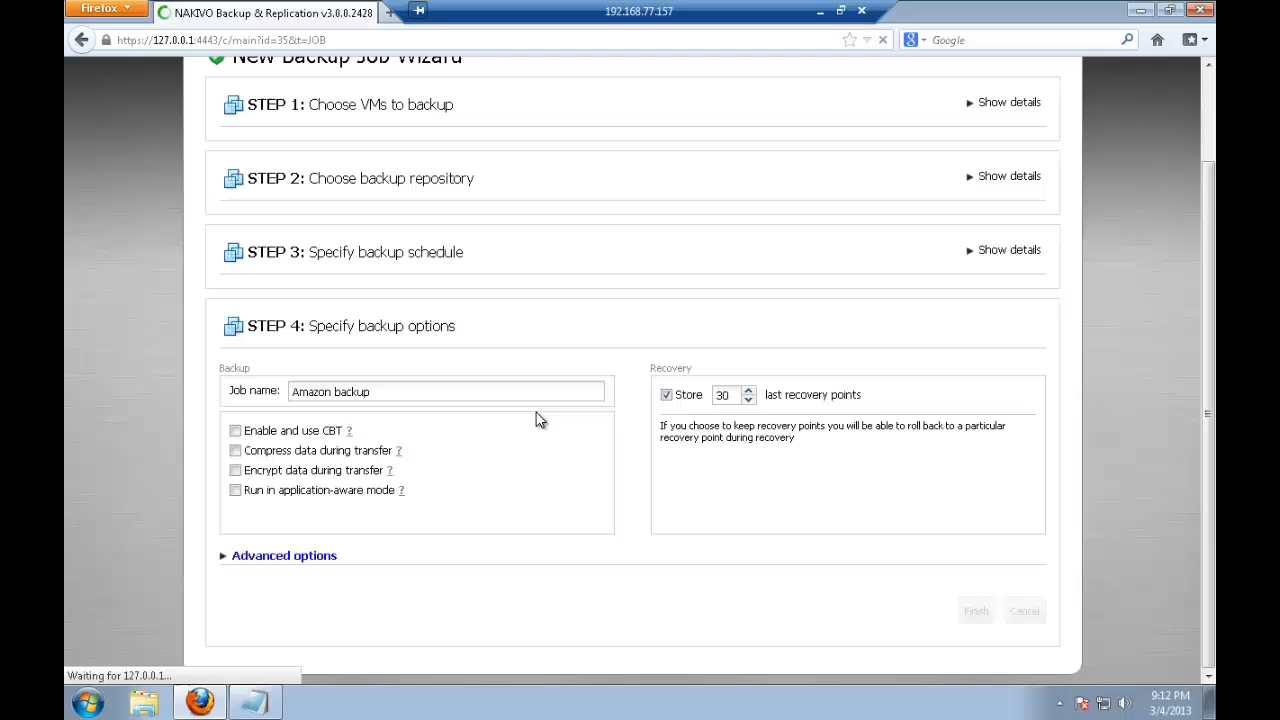 Firefox
NAKIVO Backup & Replication v3.0.0.2428
192.168.77.157
https://127.0.0.1:4443/c/main?id=35&t=JOB
Google
New Backup Job Wizard
STEP 1: Choose VMs to backup
Show details
STEP 2: Choose backup repository
Show details
STEP 3: Specify backup schedule
Show details
STEP 4: Specify backup options
Backup
Job name: Amazon backup
Enable and use CBT ?
Compress data during transfer ?
Encrypt data during transfer ?
Run in application-aware mode ?
Recovery
Store 30 last recovery points
If you choose to keep recovery points you will be able to roll back to a particular
recovery point during recovery
Advanced options
Finish Cancel
Waiting for 127.0.0.1...
9:12 PM
3/4/2013